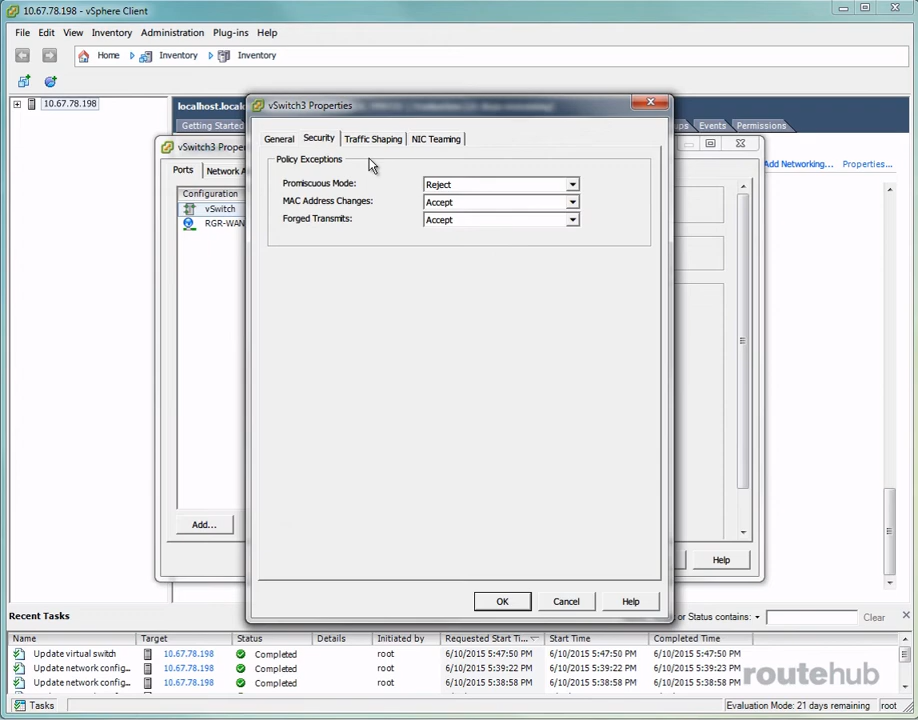 10.67.78.198 - vSphere Client
File Edit View Inventory Administration Plug-ins Help
Home Inventory Inventory
10.67.78.198
localhost.locald
Getting Started
ups Events Permissions
vSwitch3 Prope
Ports Network A
Add Networking... Properties...
Configuration
vSwitch
RGR-WAN
Add...
Help
vSwitch3 Properties
General Security Traffic Shaping NIC Teaming
Policy Exceptions
Promiscuous Mode: Reject
MAC Address Changes: Accept
Forged Transmits: Accept
OK Cancel Help
Recent Tasks
or Status contains: Clear
Name Target Status Details Initiated by Requested Start Ti... Start Time Completed Time
Update virtual switch 10.67.78.198 Completed root 6/10/2015 5:47:50 PM 6/10/2015 5:47:50 PM 6/10/2015 5:47:50 PM
Update network config... 10.67.78.198 Completed root 6/10/2015 5:39:22 PM 6/10/2015 5:39:22 PM 6/10/2015 5:39:23 PM
Update network config... 10.67.78.198 Completed root 6/10/2015 5:38:58 PM 6/10/2015 5:38:58 PM 6/10/2015 5:38:58 PM
routehub
Tasks
Evaluation Mode: 21 days remaining root